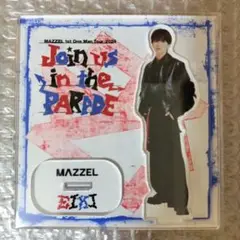 MAZZEL 1st One Man Tour 2024
Join us
in the
PARADE
MAZZEL
EIKI